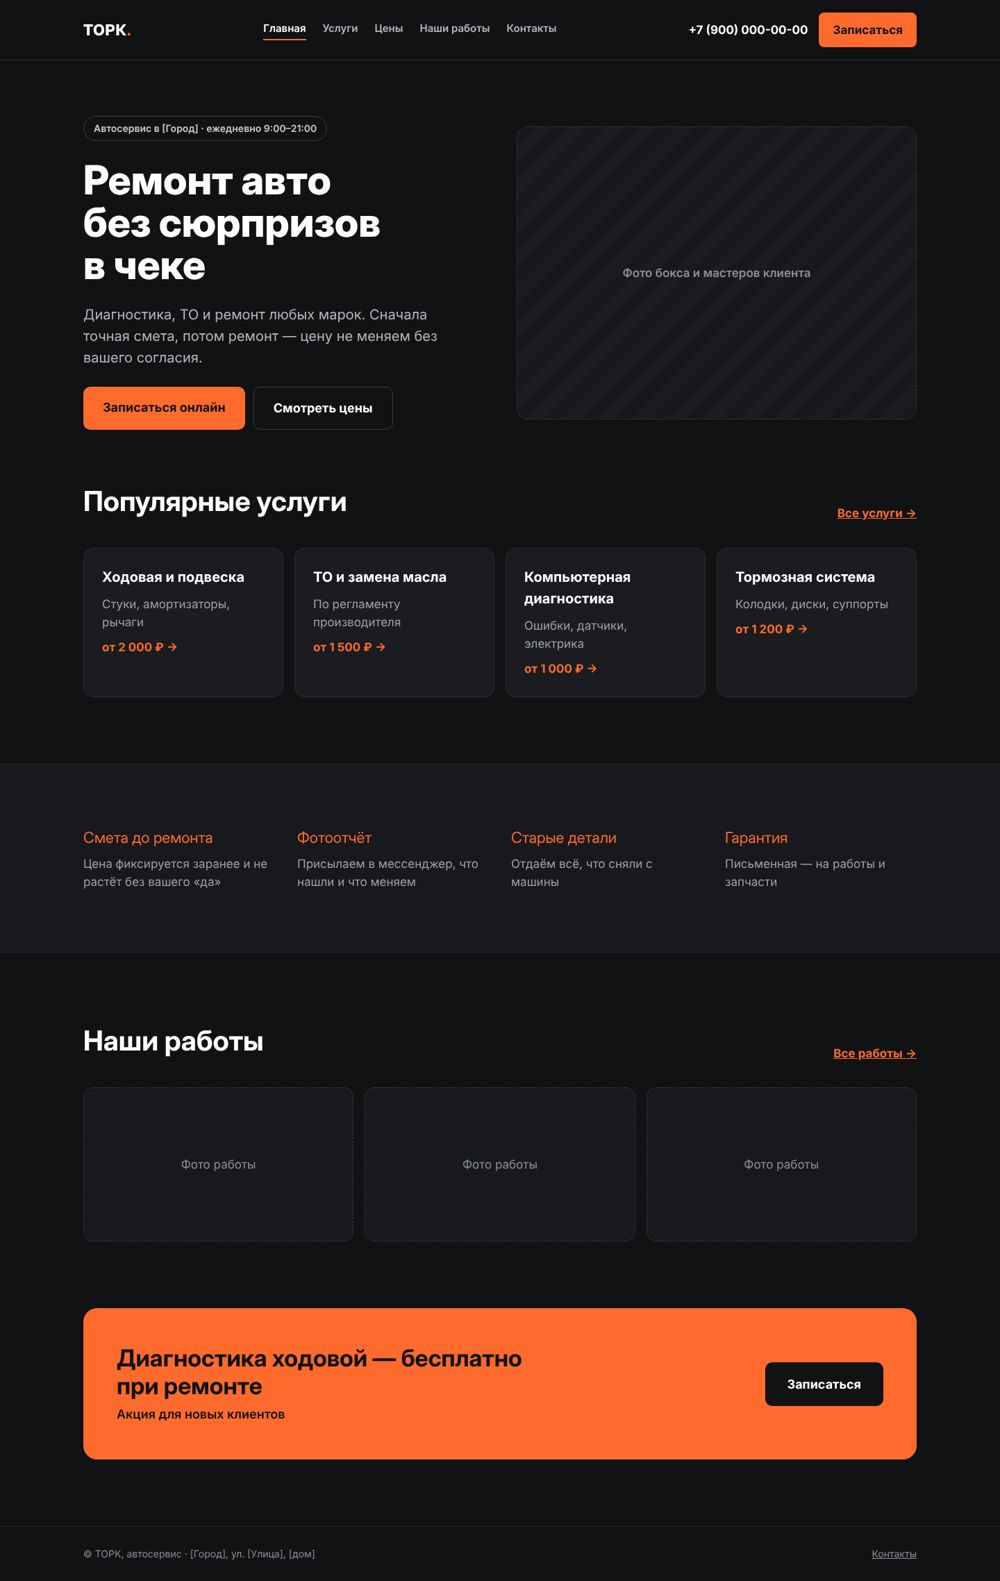 ТОРК.
Главная
Услуги
Цены
Наши работы
Контакты
+7 (900) 000-00-00
Записаться
Автосервис в [Город] · ежедневно 9:00–21:00
Ремонт авто
без сюрпризов
в чеке
Диагностика, ТО и ремонт любых марок. Сначала
точная смета, потом ремонт — цену не меняем без
вашего согласия.
Записаться онлайн
Смотреть цены
Фото бокса и мастеров клиента
Популярные услуги
Все услуги →
Ходовая и подвеска
Стуки, амортизаторы,
рычаги
от 2 000 ₽ →
ТО и замена масла
По регламенту
производителя
от 1 500 ₽ →
Компьютерная
диагностика
Ошибки, датчики,
электрика
от 1 000 ₽ →
Тормозная система
Колодки, диски, суппорты
от 1 200 ₽ →
Смета до ремонта
Цена фиксируется заранее и не
растёт без вашего «да»
Фотоотчёт
Присылаем в мессенджер, что
нашли и что меняем
Старые детали
Отдаём всё, что сняли с
машины
Гарантия
Письменная — на работы и
запчасти
Наши работы
Все работы →
Фото работы
Фото работы
Фото работы
Диагностика ходовой — бесплатно
при ремонте
Акция для новых клиентов
Записаться
© ТОРК, автосервис · [Город], ул. [Улица], [дом]
Контакты